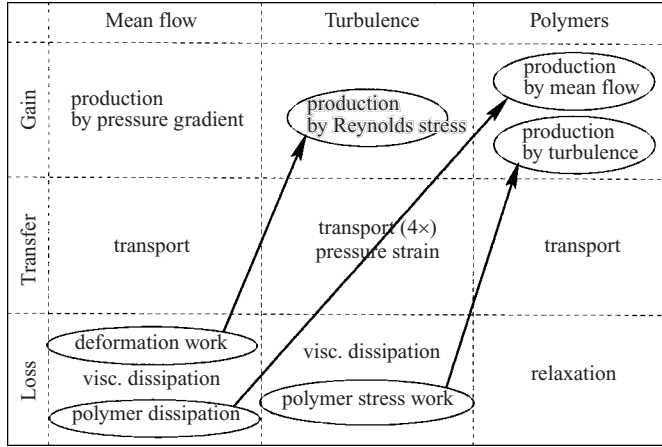 Mean flow
Turbulence
Polymers
Gain
production
by pressure gradient
production
by Reynolds stress
production
by mean flow
production
by turbulence
Transfer
transport
transport (4×)
pressure strain
transport
Loss
deformation work
visc. dissipation
polymer dissipation
visc. dissipation
polymer stress work
relaxation